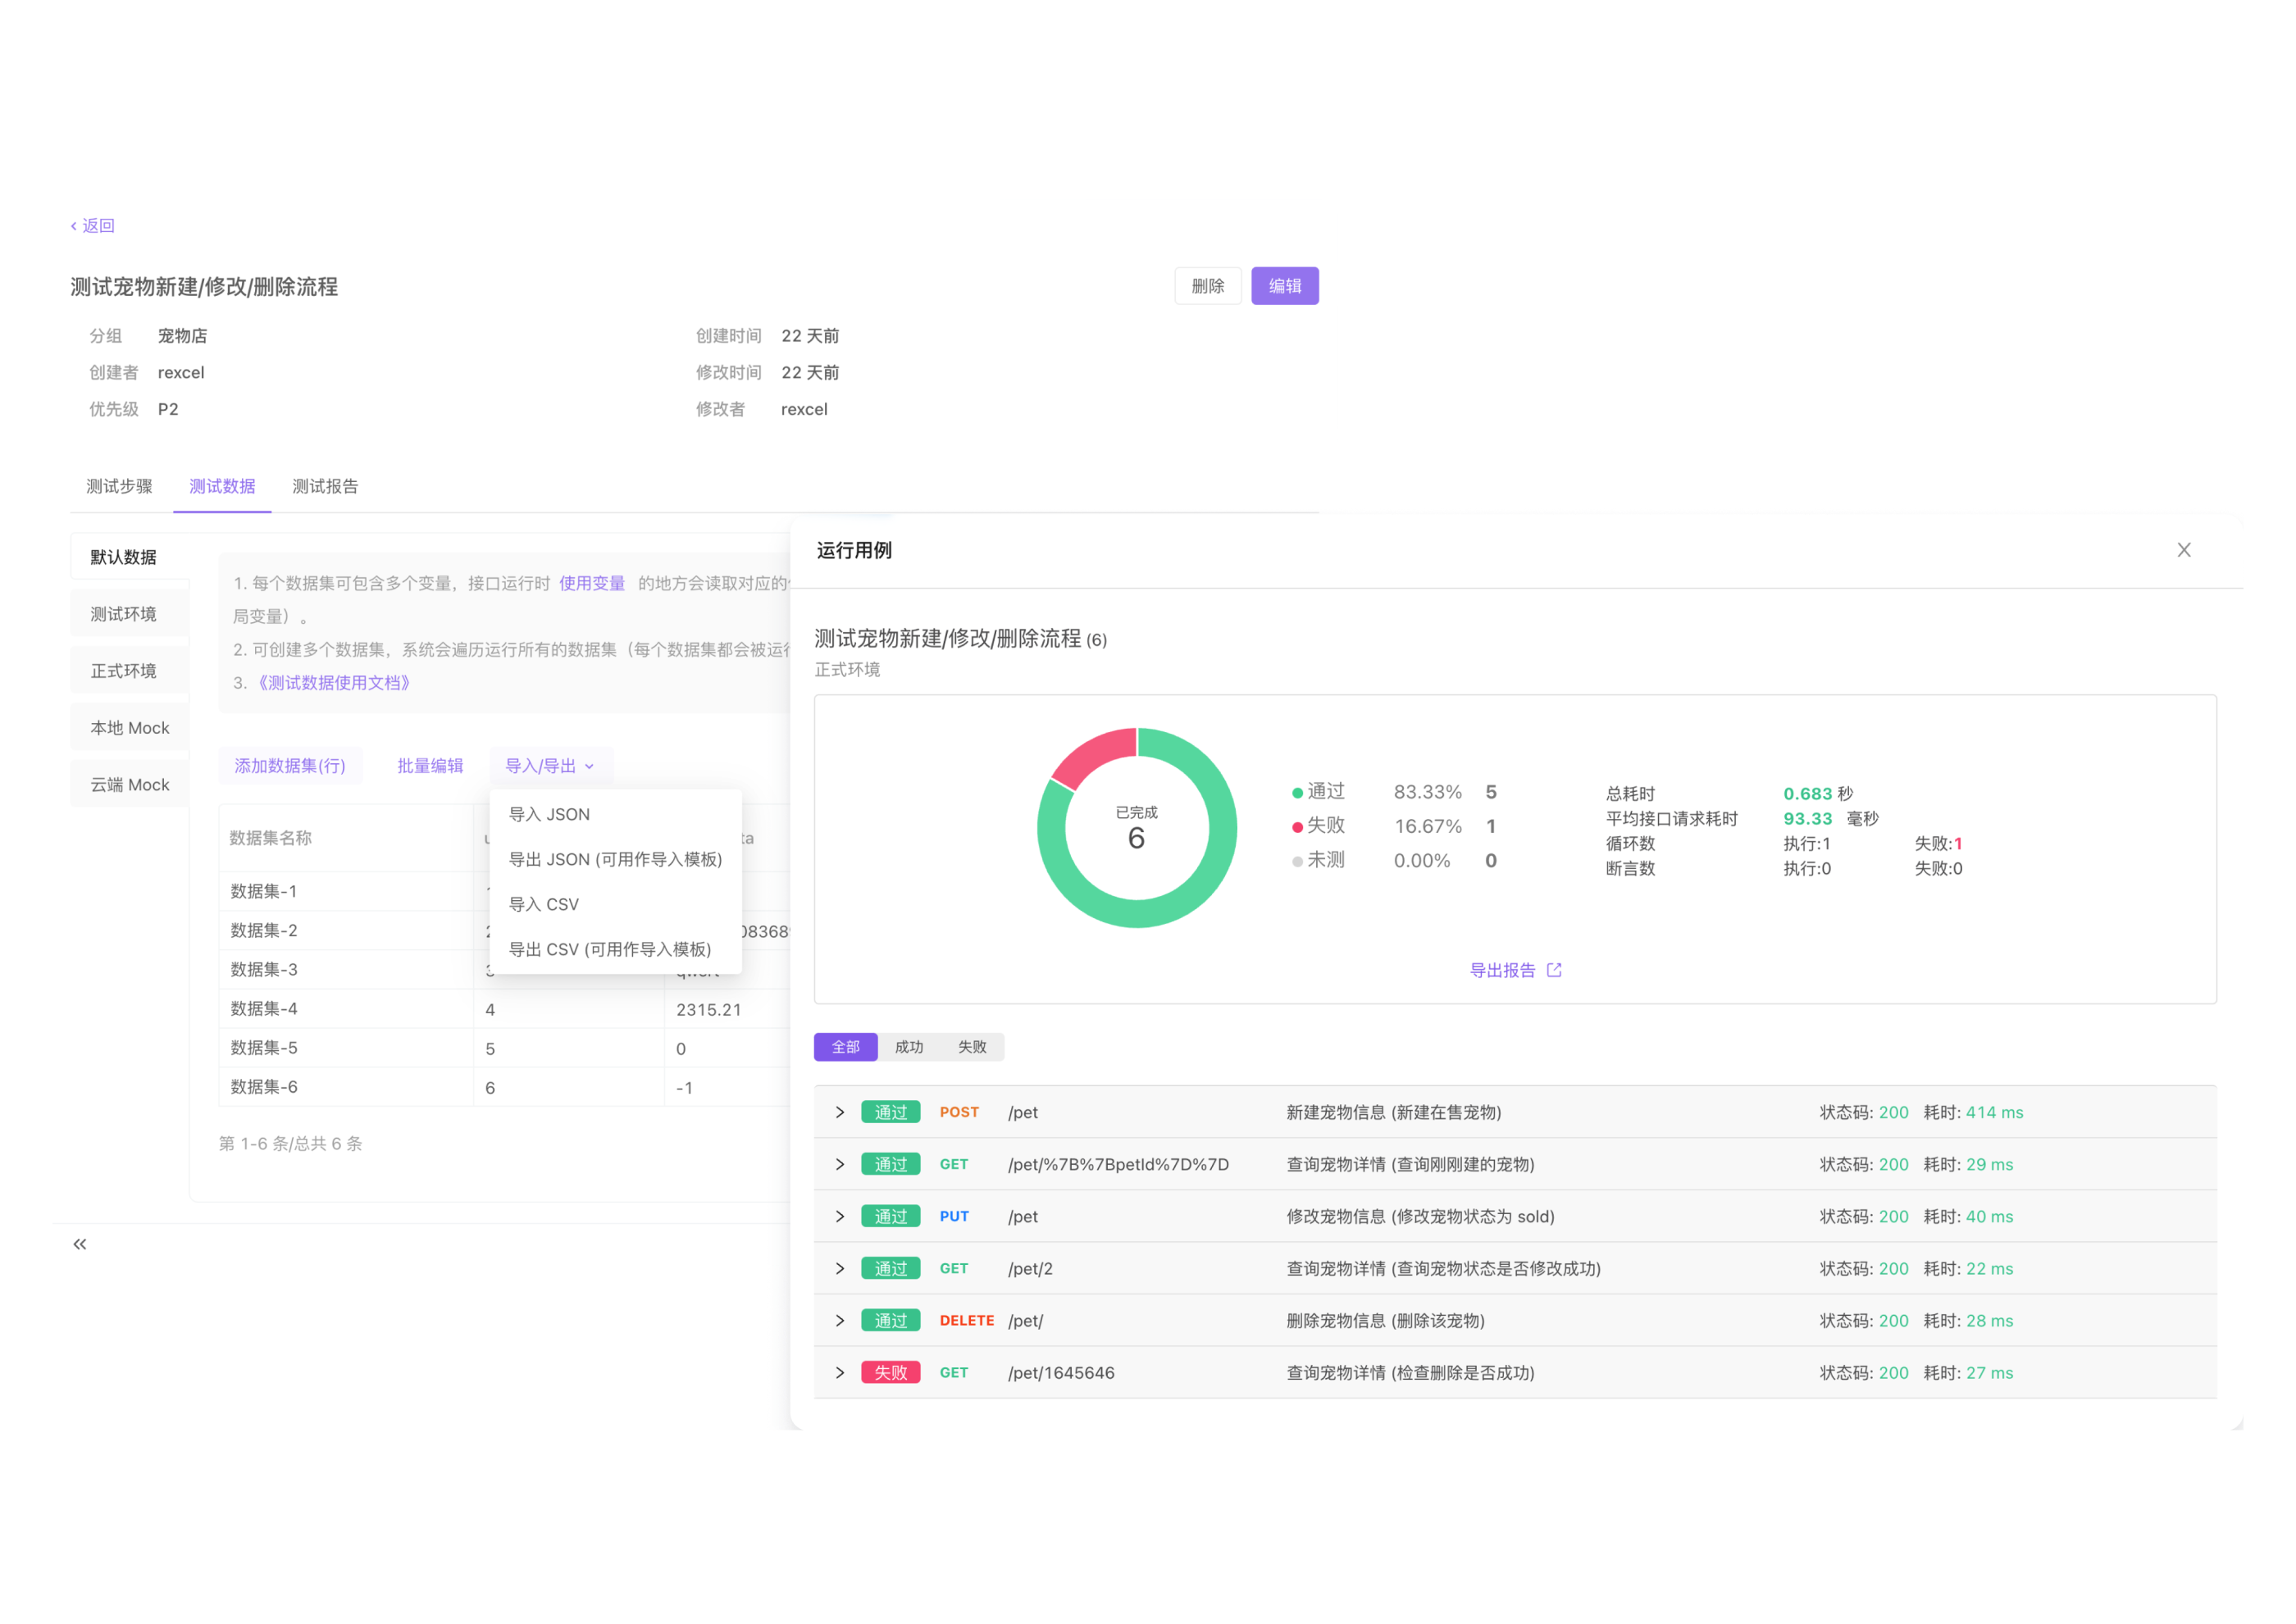 返回
测试宠物新建/修改/删除流程
删除 编辑
分组 宠物店 创建时间 22 天前
创建者 rexcel 修改时间 22 天前
优先级 P2 修改者 rexcel
测试步骤 测试数据 测试报告
默认数据
测试环境
正式环境
本地 Mock
云端 Mock
1. 每个数据集可包含多个变量，接口运行时 使用变量 的地方会读取对应的
局变量）。
2. 可创建多个数据集，系统会遍历运行所有的数据集（每个数据集都会被运行
3. 《测试数据使用文档》
添加数据集(行) 批量编辑 导入/导出
导入 JSON
导出 JSON (可用作导入模板)
导入 CSV
导出 CSV (可用作导入模板)
数据集名称
数据集-1
数据集-2
数据集-3
数据集-4 4 2315.21
数据集-5 5 0
数据集-6 6 -1
第 1-6 条/总共 6 条
运行用例
测试宠物新建/修改/删除流程 (6)
正式环境
已完成
6
通过 83.33% 5
失败 16.67% 1
未测 0.00% 0
总耗时 0.683 秒
平均接口请求耗时 93.33 毫秒
循环数 执行:1 失败:1
断言数 执行:0 失败:0
导出报告
全部 成功 失败
通过 POST /pet 新建宠物信息 (新建在售宠物) 状态码: 200 耗时: 414 ms
通过 GET /pet/%7B%7BpetId%7D%7D 查询宠物详情 (查询刚刚建的宠物) 状态码: 200 耗时: 29 ms
通过 PUT /pet 修改宠物信息 (修改宠物状态为 sold) 状态码: 200 耗时: 40 ms
通过 GET /pet/2 查询宠物详情 (查询宠物状态是否修改成功) 状态码: 200 耗时: 22 ms
通过 DELETE /pet/ 删除宠物信息 (删除该宠物) 状态码: 200 耗时: 28 ms
失败 GET /pet/1645646 查询宠物详情 (检查删除是否成功) 状态码: 200 耗时: 27 ms